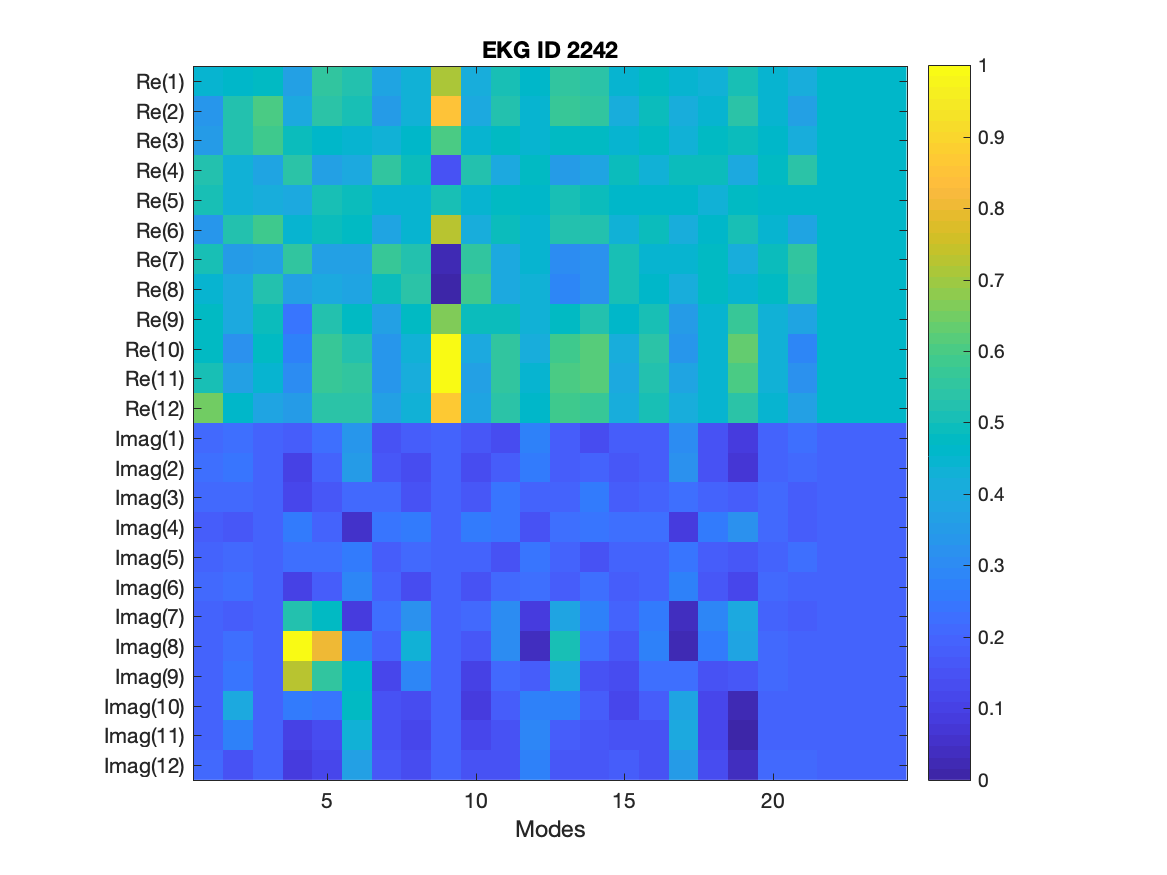 EKG ID 2242
Re(1)
Re(2)
Re(3)
Re(4)
Re(5)
Re(6)
Re(7)
Re(8)
Re(9)
Re(10)
Re(11)
Re(12)
Imag(1)
Imag(2)
Imag(3)
Imag(4)
Imag(5)
Imag(6)
Imag(7)
Imag(8)
Imag(9)
Imag(10)
Imag(11)
Imag(12)
5 10 15 20
Modes
1
0.9
0.8
0.7
0.6
0.5
0.4
0.3
0.2
0.1
0